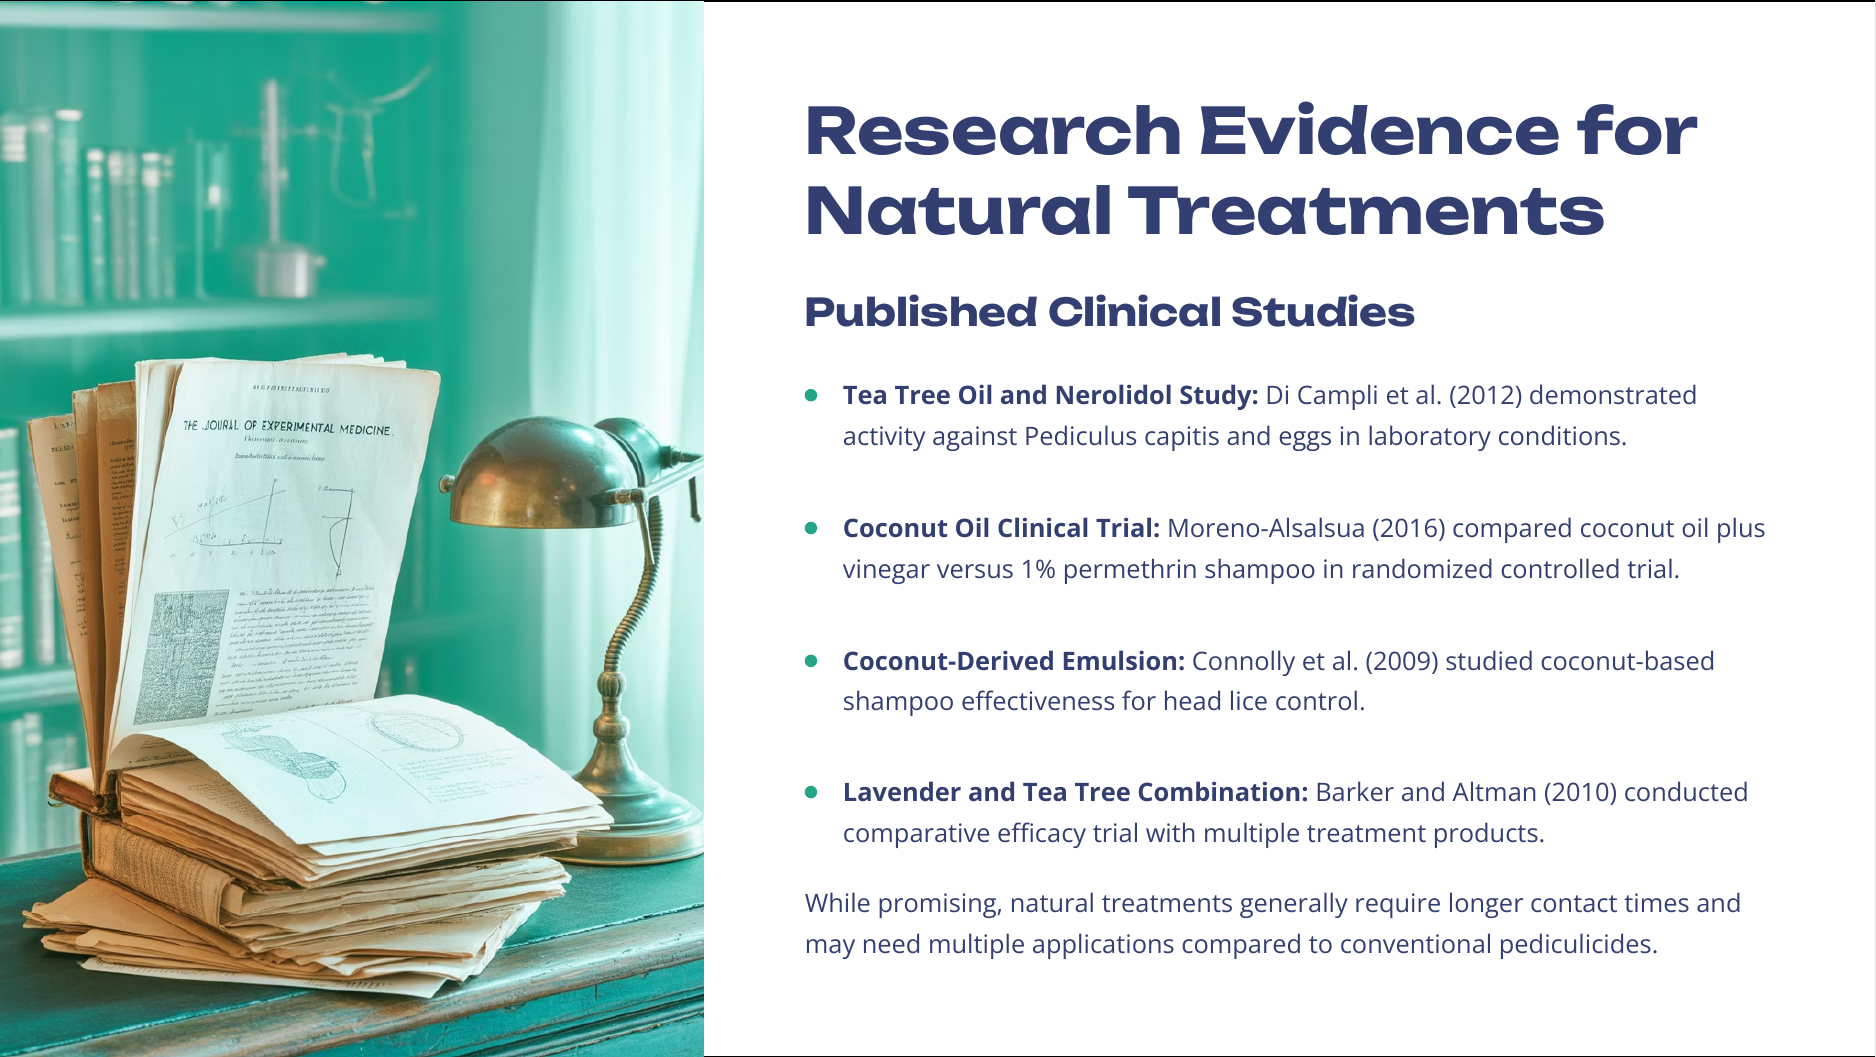 THE JOURAL OF EXPERIMENTAL MEDICINE.
Research Evidence for
Natural Treatments
Published Clinical Studies
Tea Tree Oil and Nerolidol Study: Di Campli et al. (2012) demonstrated
activity against Pediculus capitis and eggs in laboratory conditions.
Coconut Oil Clinical Trial: Moreno-Alsalsua (2016) compared coconut oil plus
vinegar versus 1% permethrin shampoo in randomized controlled trial.
Coconut-Derived Emulsion: Connolly et al. (2009) studied coconut-based
shampoo effectiveness for head lice control.
Lavender and Tea Tree Combination: Barker and Altman (2010) conducted
comparative efficacy trial with multiple treatment products.
While promising, natural treatments generally require longer contact times and
may need multiple applications compared to conventional pediculicides.